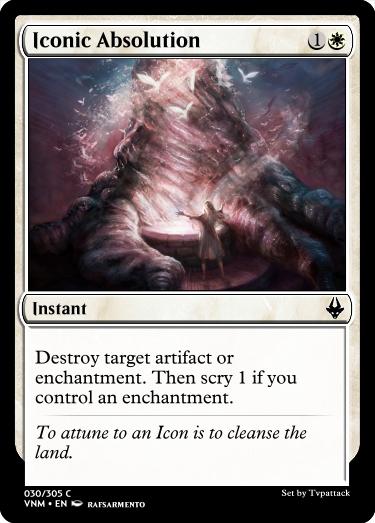 Iconic Absolution 1
Instant
Destroy target artifact or
enchantment. Then scry 1 if you
control an enchantment.
To attune to an Icon is to cleanse the
land.
030/305 C
VNM • EN RAFSARMENTO
Set by Tvpattack